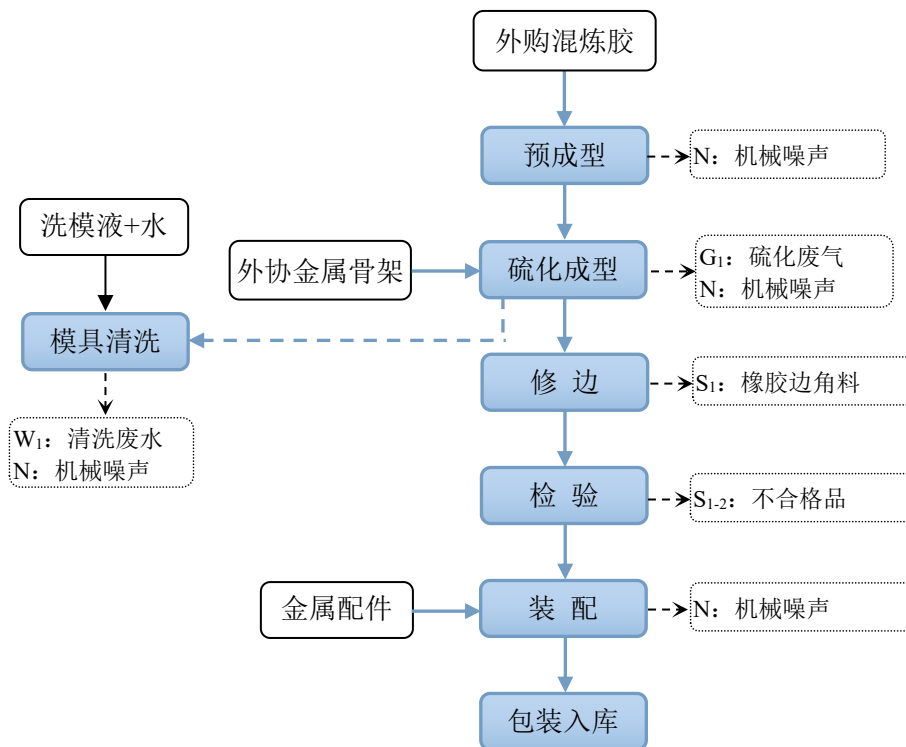 外购混炼胶
预成型
N：机械噪声
洗模液+水
外协金属骨架
硫化成型
G₁：硫化废气
N：机械噪声
模具清洗
修 边
S₁：橡胶边角料
W₁：清洗废水
N：机械噪声
检 验
S₁₋₂：不合格品
金属配件
装 配
N：机械噪声
包装入库